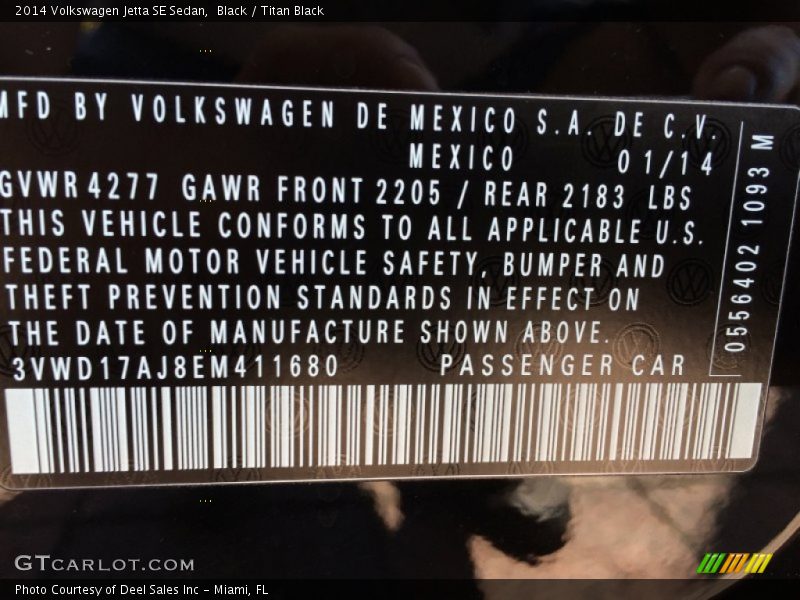 2014 Volkswagen Jetta SE Sedan, Black / Titan Black
MFD BY VOLKSWAGEN DE MEXICO S.A. DE C.V.
MEXICO 01/14
GVWR 4277 GAWR FRONT 2205 / REAR 2183 LBS
THIS VEHICLE CONFORMS TO ALL APPLICABLE U.S.
FEDERAL MOTOR VEHICLE SAFETY, BUMPER AND
THEFT PREVENTION STANDARDS IN EFFECT ON
THE DATE OF MANUFACTURE SHOWN ABOVE.
3VWD17AJ8EM411680 PASSENGER CAR
0556402 1093 M
GTCARLOT.COM
Photo Courtesy of Deel Sales Inc - Miami, FL